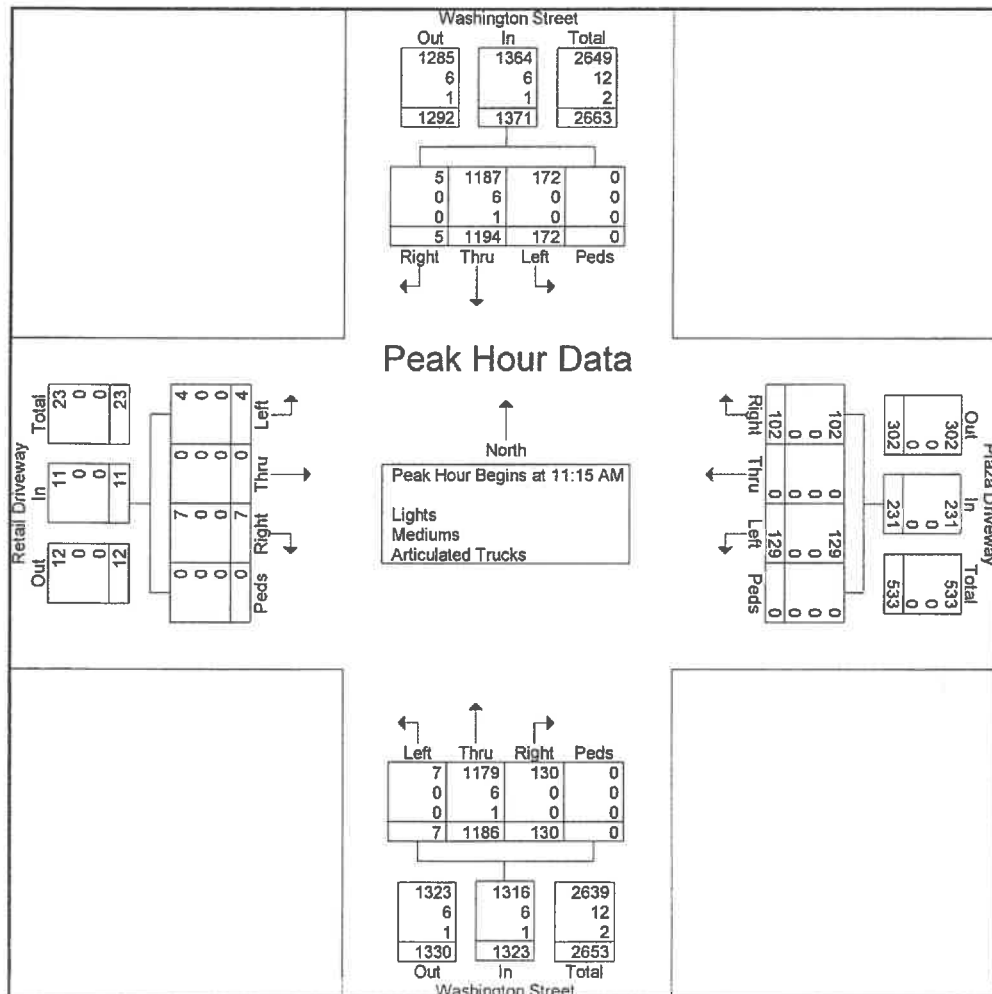 Washington Street
Out In Total
1285 1364 2649
6 6 12
1 1 2
1292 1371 2663
5 1187 172 0
0 6 0 0
0 1 0 0
5 1194 172 0
Right Thru Left Peds
Peak Hour Data
North
Peak Hour Begins at 11:15 AM
Lights
Mediums
Articulated Trucks
Retail Driveway
Out In Total
12 11 23
0 0 0
0 0 0
12 11 23
7 0 0 7
4 0 0 4
0 0 0 0
0 0 0 0
Left Thru Right Peds
Plaza Driveway
Out In Total
302 231 533
0 0 0
0 0 0
302 231 533
102 0 129 0
0 0 0 0
0 0 0 0
102 0 129 0
Right Thru Left Peds
Left Thru Right Peds
7 1179 130 0
0 6 0 0
0 1 0 0
7 1186 130 0
1323 1316 2639
6 6 12
1 1 2
1330 1323 2653
Out In Total
Washington Street